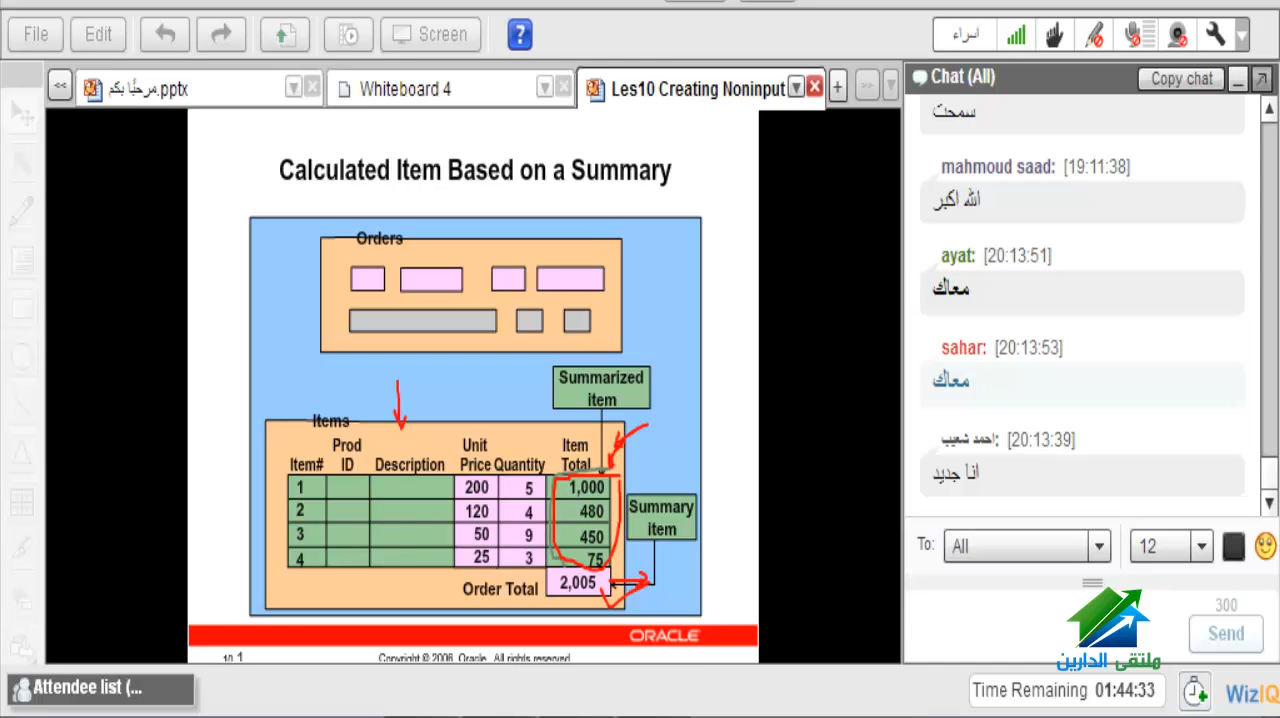 File
Edit
Screen
?
اسراء
<<
مرحبًا بكم.pptx
Whiteboard 4
Les10 Creating Noninput
+
>>
Chat (All)
Copy chat
سمحت
mahmoud saad: [19:11:38]
الله اكبر
ayat: [20:13:51]
معاك
sahar: [20:13:53]
معاك
احمد شعيب: [20:13:39]
انا جديد
To: All 12
300
Send
Calculated Item Based on a Summary
Orders
Summarized
item
Items
Item# Prod ID Description Unit Price Quantity Item Total
1 200 5 1,000
2 120 4 480
3 50 9 450
4 25 3 75
Order Total 2,005
Summary
item
ORACLE
Copyright © 2006, Oracle. All rights reserved.
ملتقى الدارين
Attendee list (...
Time Remaining 01:44:33
WizIQ